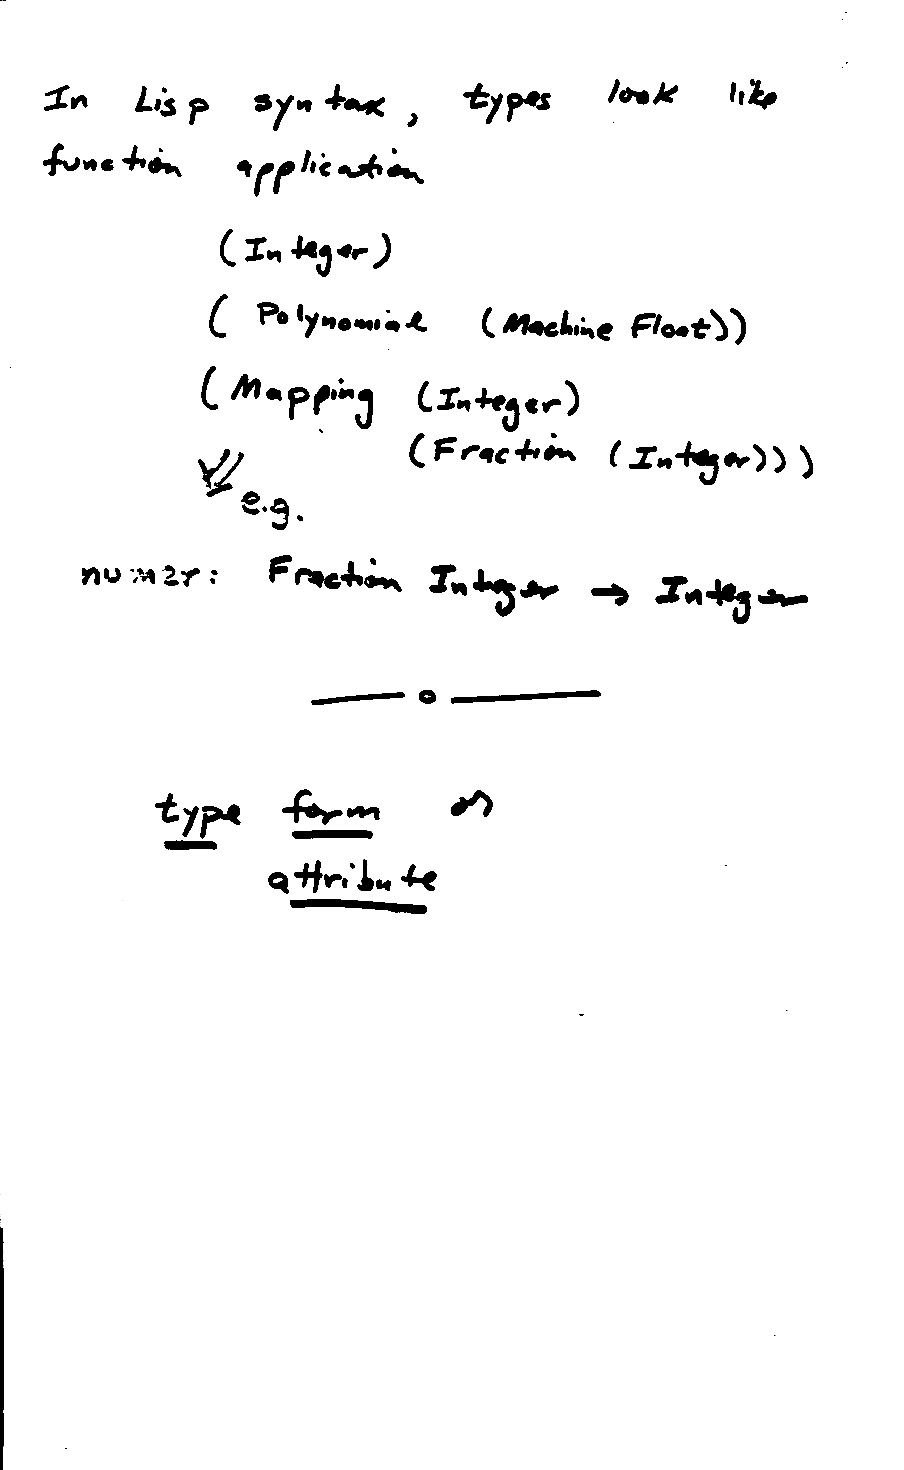 In Lisp syntax, types look like
function application
(Integer)
(Polynomial (Machine Float))
(Mapping (Integer)
(Fraction (Integer)))
e.g.
numer: Fraction Integer → Integer
type form
attribute